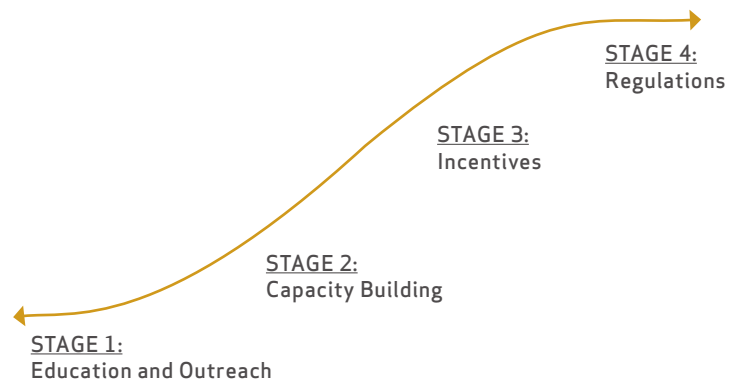 STAGE 4:
Regulations
STAGE 3:
Incentives
STAGE 2:
Capacity Building
STAGE 1:
Education and Outreach